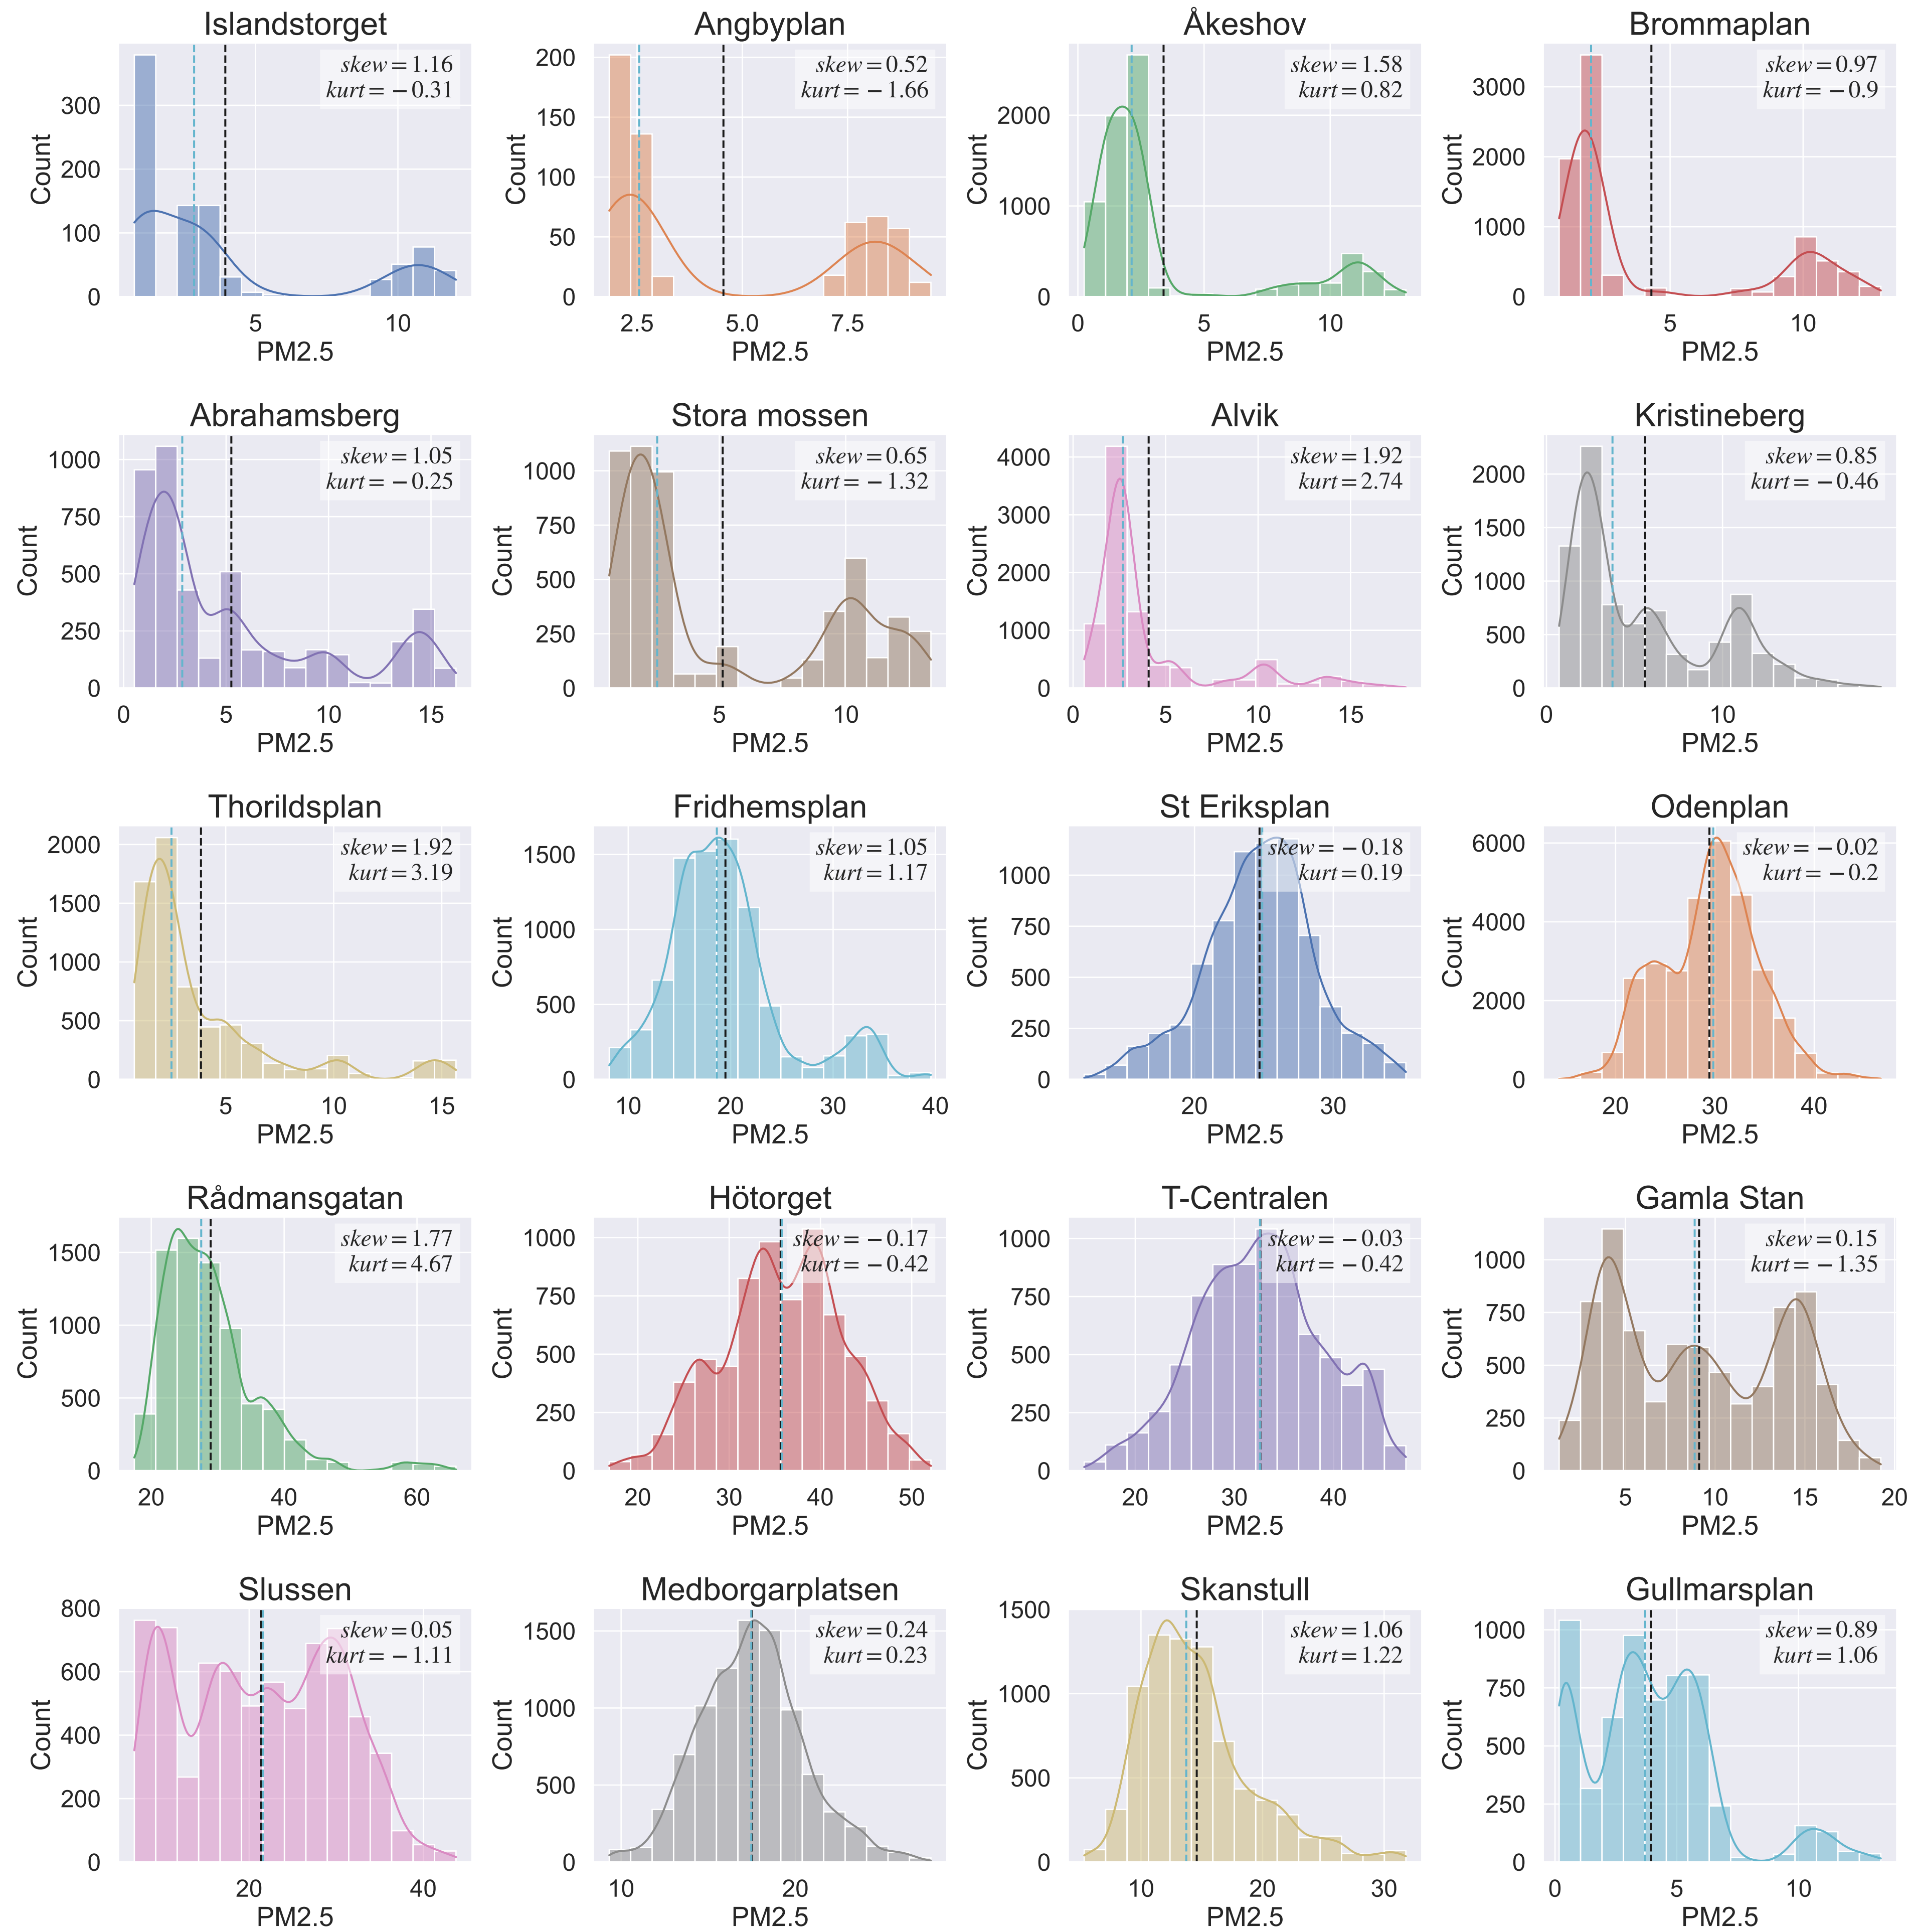 Islandstorget
skew = 1.16
kurt = −0.31
Count
300
200
100
0
5
10
PM2.5
Angbyplan
skew = 0.52
kurt = −1.66
Count
200
150
100
50
0
2.5
5.0
7.5
PM2.5
Åkeshov
skew = 1.58
kurt = 0.82
Count
2000
1000
0
0
5
10
PM2.5
Brommaplan
skew = 0.97
kurt = −0.9
Count
3000
2000
1000
0
5
10
PM2.5
Abrahamsberg
skew = 1.05
kurt = −0.25
Count
1000
750
500
250
0
0
5
10
15
PM2.5
Stora mossen
skew = 0.65
kurt = −1.32
Count
1000
750
500
250
0
5
10
PM2.5
Alvik
skew = 1.92
kurt = 2.74
Count
4000
3000
2000
1000
0
0
5
10
15
PM2.5
Kristineberg
skew = 0.85
kurt = −0.46
Count
2000
1500
1000
500
0
0
10
PM2.5
Thorildsplan
skew = 1.92
kurt = 3.19
Count
2000
1500
1000
500
0
5
10
15
PM2.5
Fridhemsplan
skew = 1.05
kurt = 1.17
Count
1500
1000
500
0
10
20
30
40
PM2.5
St Eriksplan
skew = −0.18
kurt = 0.19
Count
1000
750
500
250
0
20
30
PM2.5
Odenplan
skew = −0.02
kurt = −0.2
Count
6000
4000
2000
0
20
30
40
PM2.5
Rådmansgatan
skew = 1.77
kurt = 4.67
Count
1500
1000
500
0
20
40
60
PM2.5
Hötorget
skew = −0.17
kurt = −0.42
Count
1000
750
500
250
0
20
30
40
50
PM2.5
T-Centralen
skew = −0.03
kurt = −0.42
Count
1000
750
500
250
0
20
30
40
PM2.5
Gamla Stan
skew = 0.15
kurt = −1.35
Count
1000
750
500
250
0
5
10
15
20
PM2.5
Slussen
skew = 0.05
kurt = −1.11
Count
800
600
400
200
0
20
40
PM2.5
Medborgarplatsen
skew = 0.24
kurt = 0.23
Count
1500
1000
500
0
10
20
PM2.5
Skanstull
skew = 1.06
kurt = 1.22
Count
1500
1000
500
0
10
20
30
PM2.5
Gullmarsplan
skew = 0.89
kurt = 1.06
Count
1000
750
500
250
0
0
5
10
PM2.5